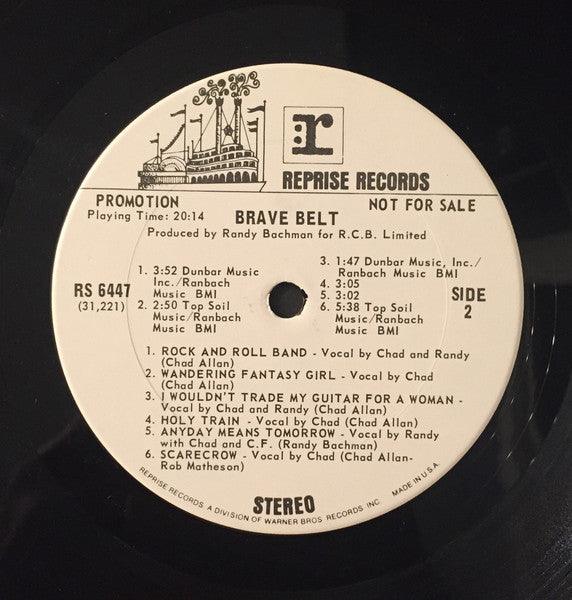 r
REPRISE RECORDS
PROMOTION
NOT FOR SALE
Playing Time: 20:14
BRAVE BELT
Produced by Randy Bachman for R.C.B. Limited
RS 6447
(31,221)
1. 3:52 Dunbar Music
Inc./Ranbach
Music BMI
2. 2:50 Top Soil
Music/Ranbach
Music BMI
3. 1:47 Dunbar Music, Inc./
Ranbach Music BMI
4. 3:05
5. 3:02
6. 5:38 Top Soil
Music/Ranbach
Music BMI
SIDE
2
1. ROCK AND ROLL BAND - Vocal by Chad and Randy
(Chad Allan)
2. WANDERING FANTASY GIRL - Vocal by Chad
(Chad Allan)
3. I WOULDN'T TRADE MY GUITAR FOR A WOMAN -
Vocal by Chad and Randy (Chad Allan)
4. HOLY TRAIN - Vocal by Chad (Chad Allan)
5. ANYDAY MEANS TOMORROW - Vocal by Randy
with Chad and C.F. (Randy Bachman)
6. SCARECROW - Vocal by Chad (Chad Allan-
Rob Matheson)
STEREO
REPRISE RECORDS, A DIVISION OF WARNER BROS. RECORDS INC. MADE IN U.S.A.